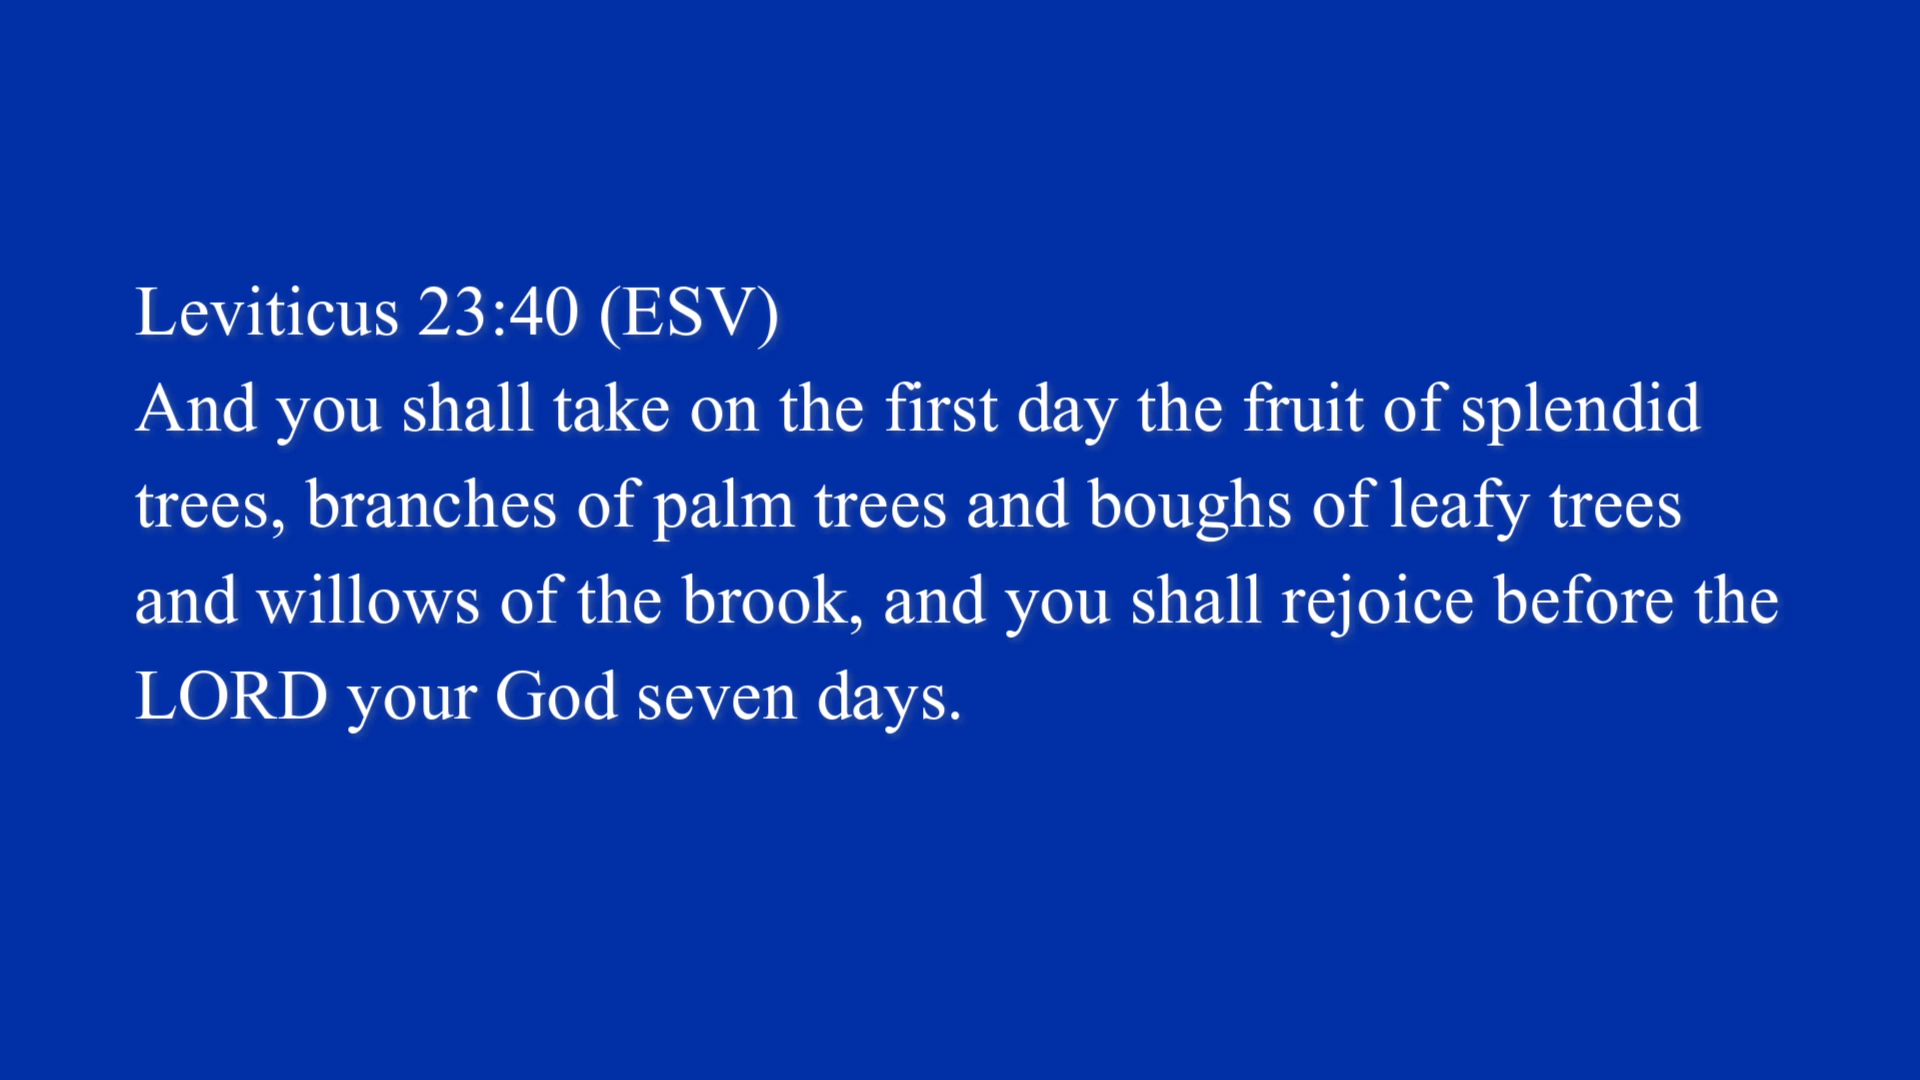 Leviticus 23:40 (ESV)
And you shall take on the first day the fruit of splendid
trees, branches of palm trees and boughs of leafy trees
and willows of the brook, and you shall rejoice before the
LORD your God seven days.